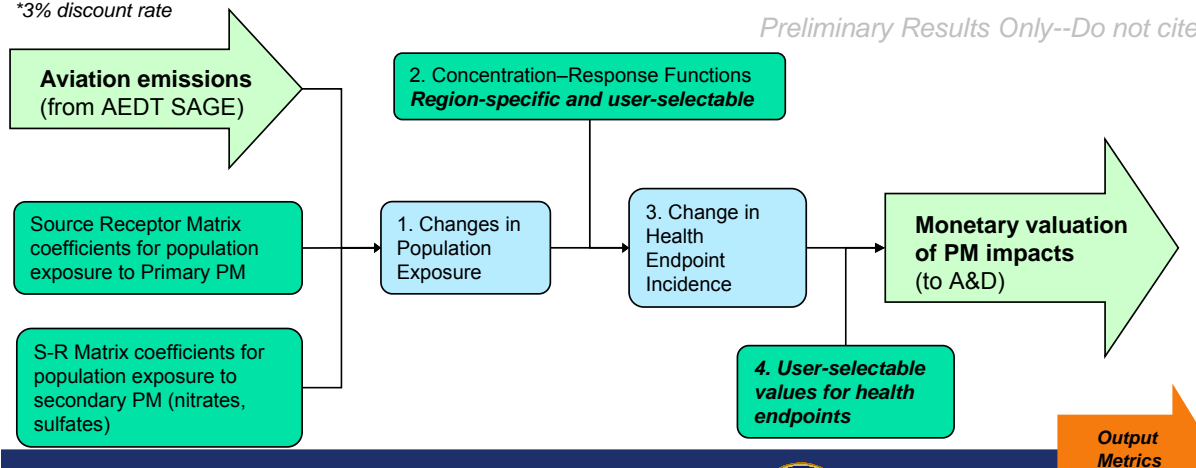 *3% discount rate
Preliminary Results Only--Do not cite
Aviation emissions
(from AEDT SAGE)
2. Concentration–Response Functions
Region-specific and user-selectable
Source Receptor Matrix
coefficients for population
exposure to Primary PM
1. Changes in
Population
Exposure
3. Change in
Health
Endpoint
Incidence
Monetary valuation
of PM impacts
(to A&D)
S-R Matrix coefficients for
population exposure to
secondary PM (nitrates,
sulfates)
4. User-selectable
values for health
endpoints
Output
Metrics